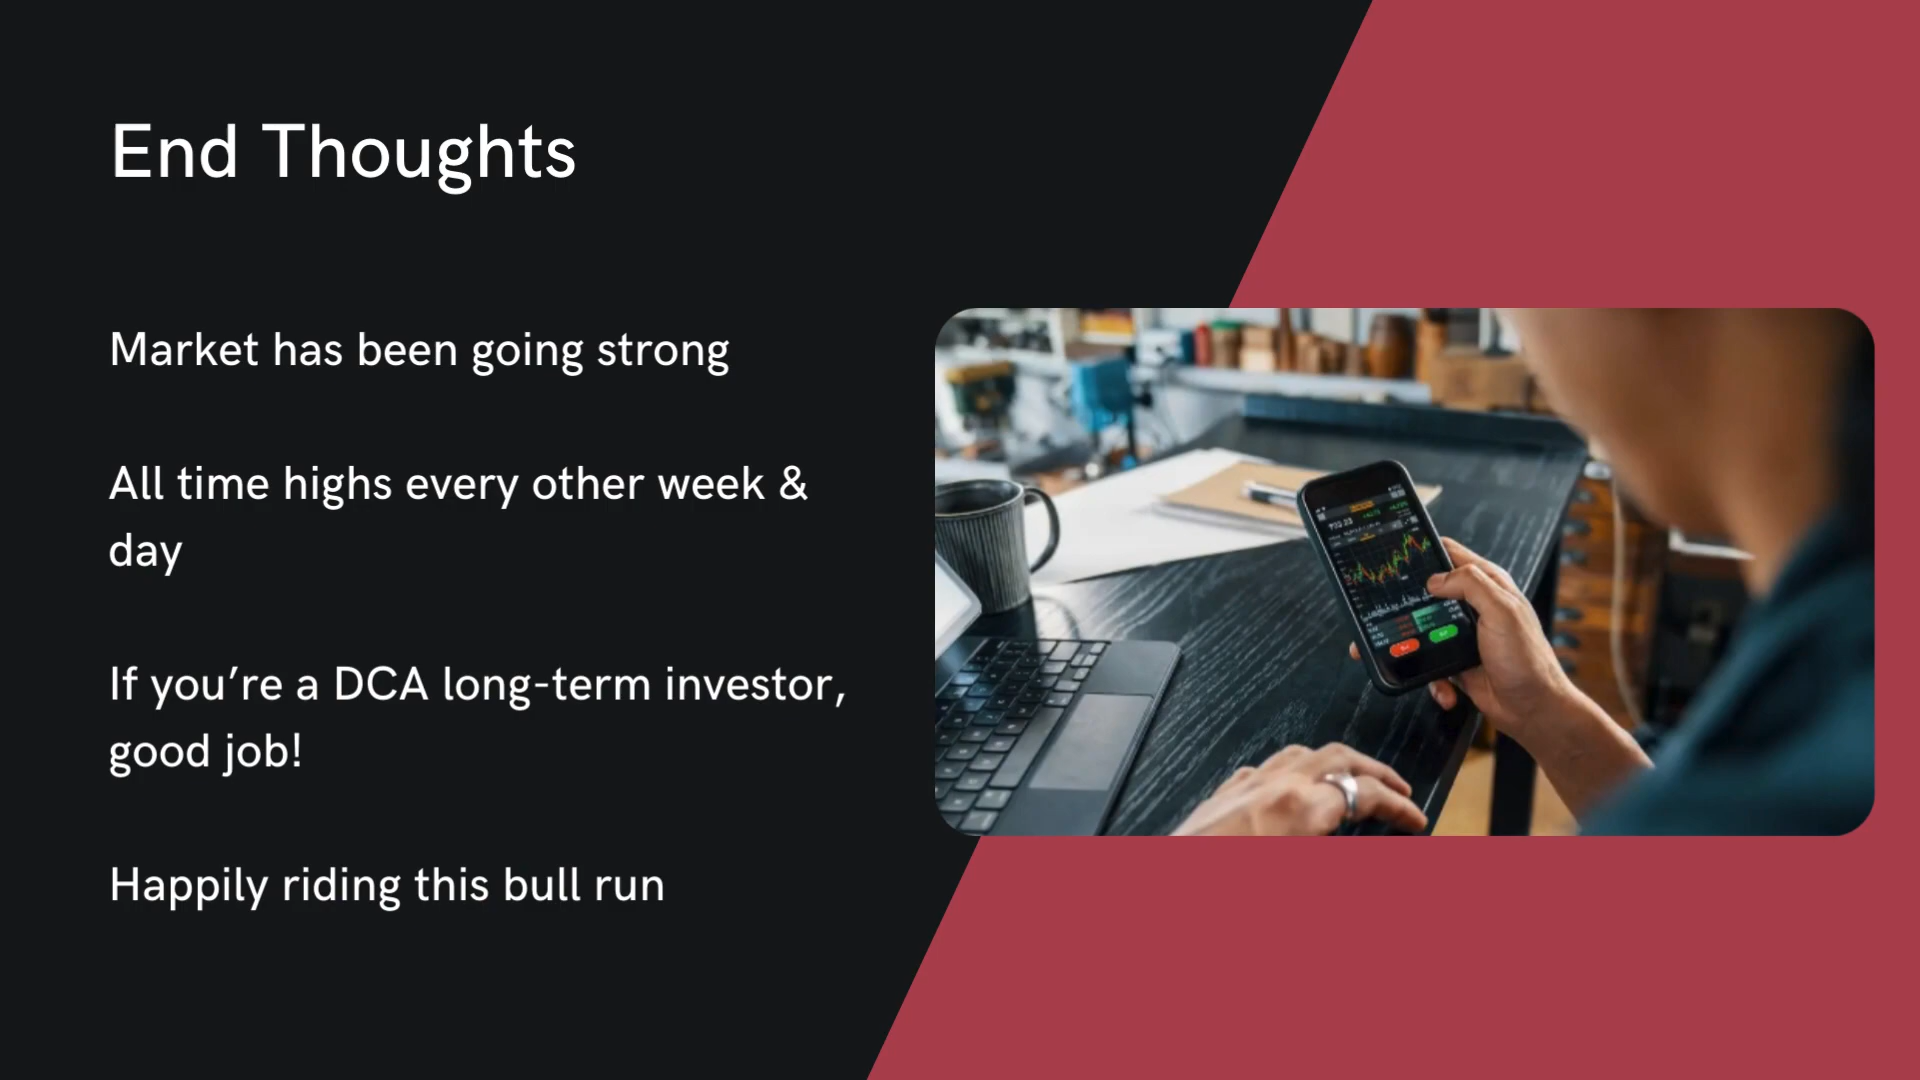 End Thoughts
Market has been going strong
All time highs every other week &
day
If you’re a DCA long-term investor,
good job!
Happily riding this bull run